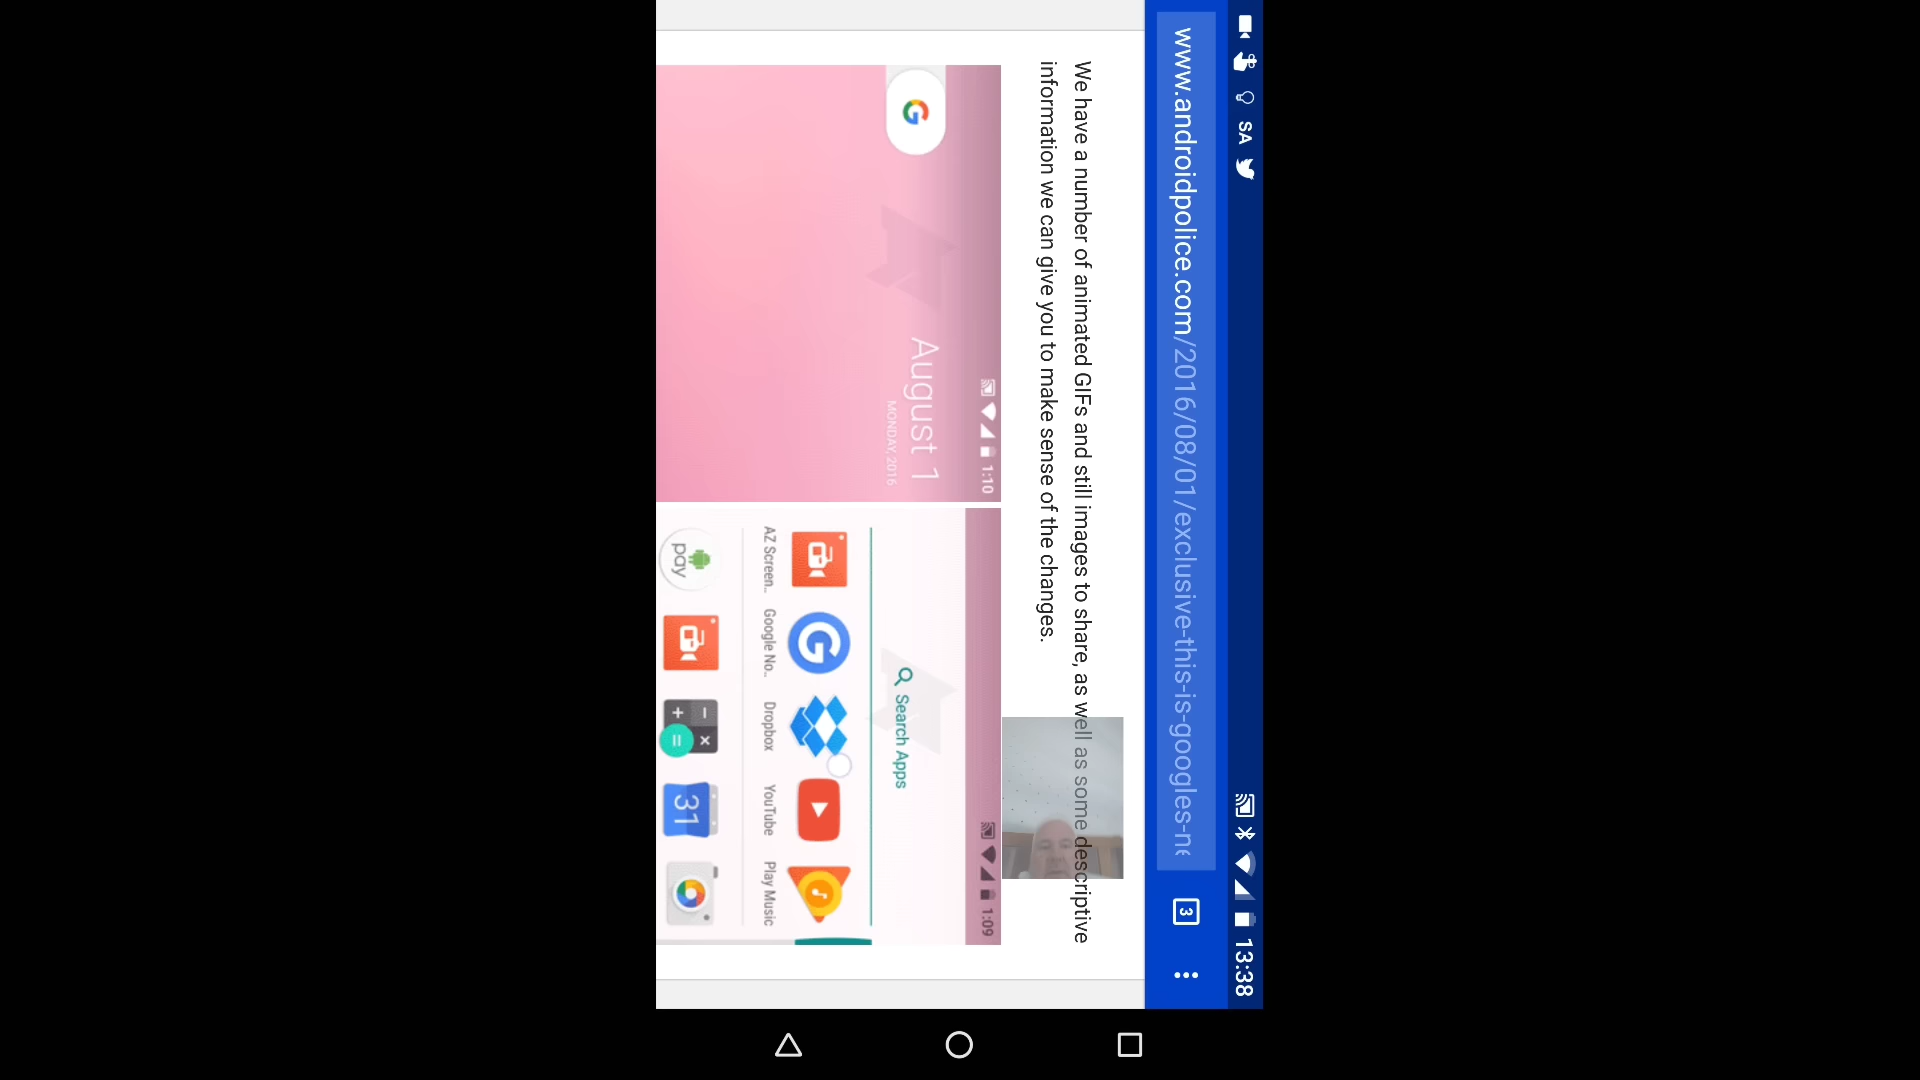 SA
13:38
www.androidpolice.com/2016/08/01/exclusive-this-is-googles-ne
3
We have a number of animated GIFs and still images to share, as well as some descriptive
information we can give you to make sense of the changes.
1:10
August 1
MONDAY, 2016
1:09
Search Apps
AZ Screen..
Google No..
Dropbox
YouTube
Play Music
pay
31